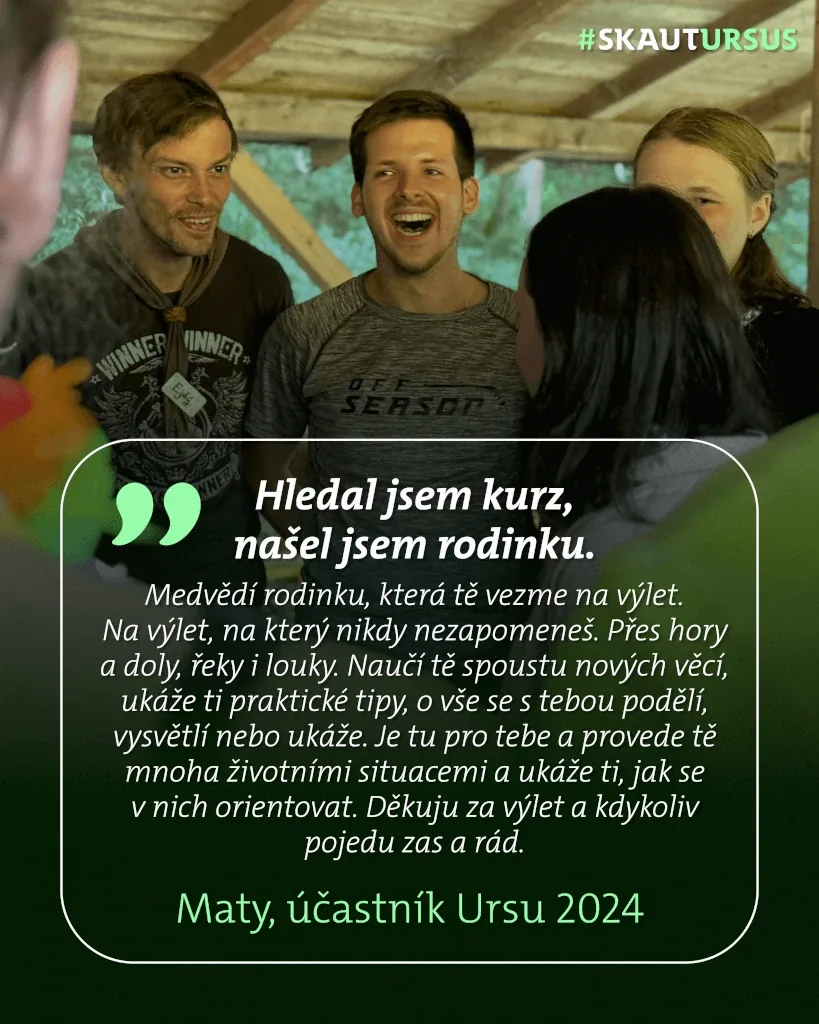 #SKAUTURSUS
WINNER WINNER
Edýs
OFF
SEASON
Hledal jsem kurz,
našel jsem rodinku.
Medvědí rodinku, která tě vezme na výlet.
Na výlet, na který nikdy nezapomeneš. Přes hory
a doly, řeky i louky. Naučí tě spoustu nových věcí,
ukáže ti praktické tipy, o vše se s tebou podělí,
vysvětlí nebo ukáže. Je tu pro tebe a provede tě
mnoha životními situacemi a ukáže ti, jak se
v nich orientovat. Děkuju za výlet a kdykoliv
pojedu zas a rád.
Maty, účastník Ursu 2024